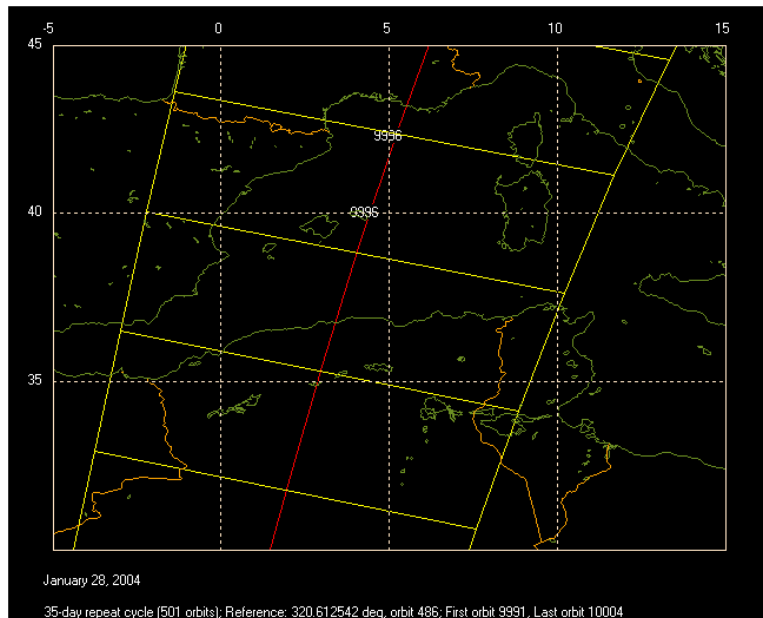 -5 0 5 10 15
45
9996
40 9996
35
January 28, 2004
35-day repeat cycle (501 orbits); Reference: 320.612542 deg, orbit 486; First orbit 9991, Last orbit 10004